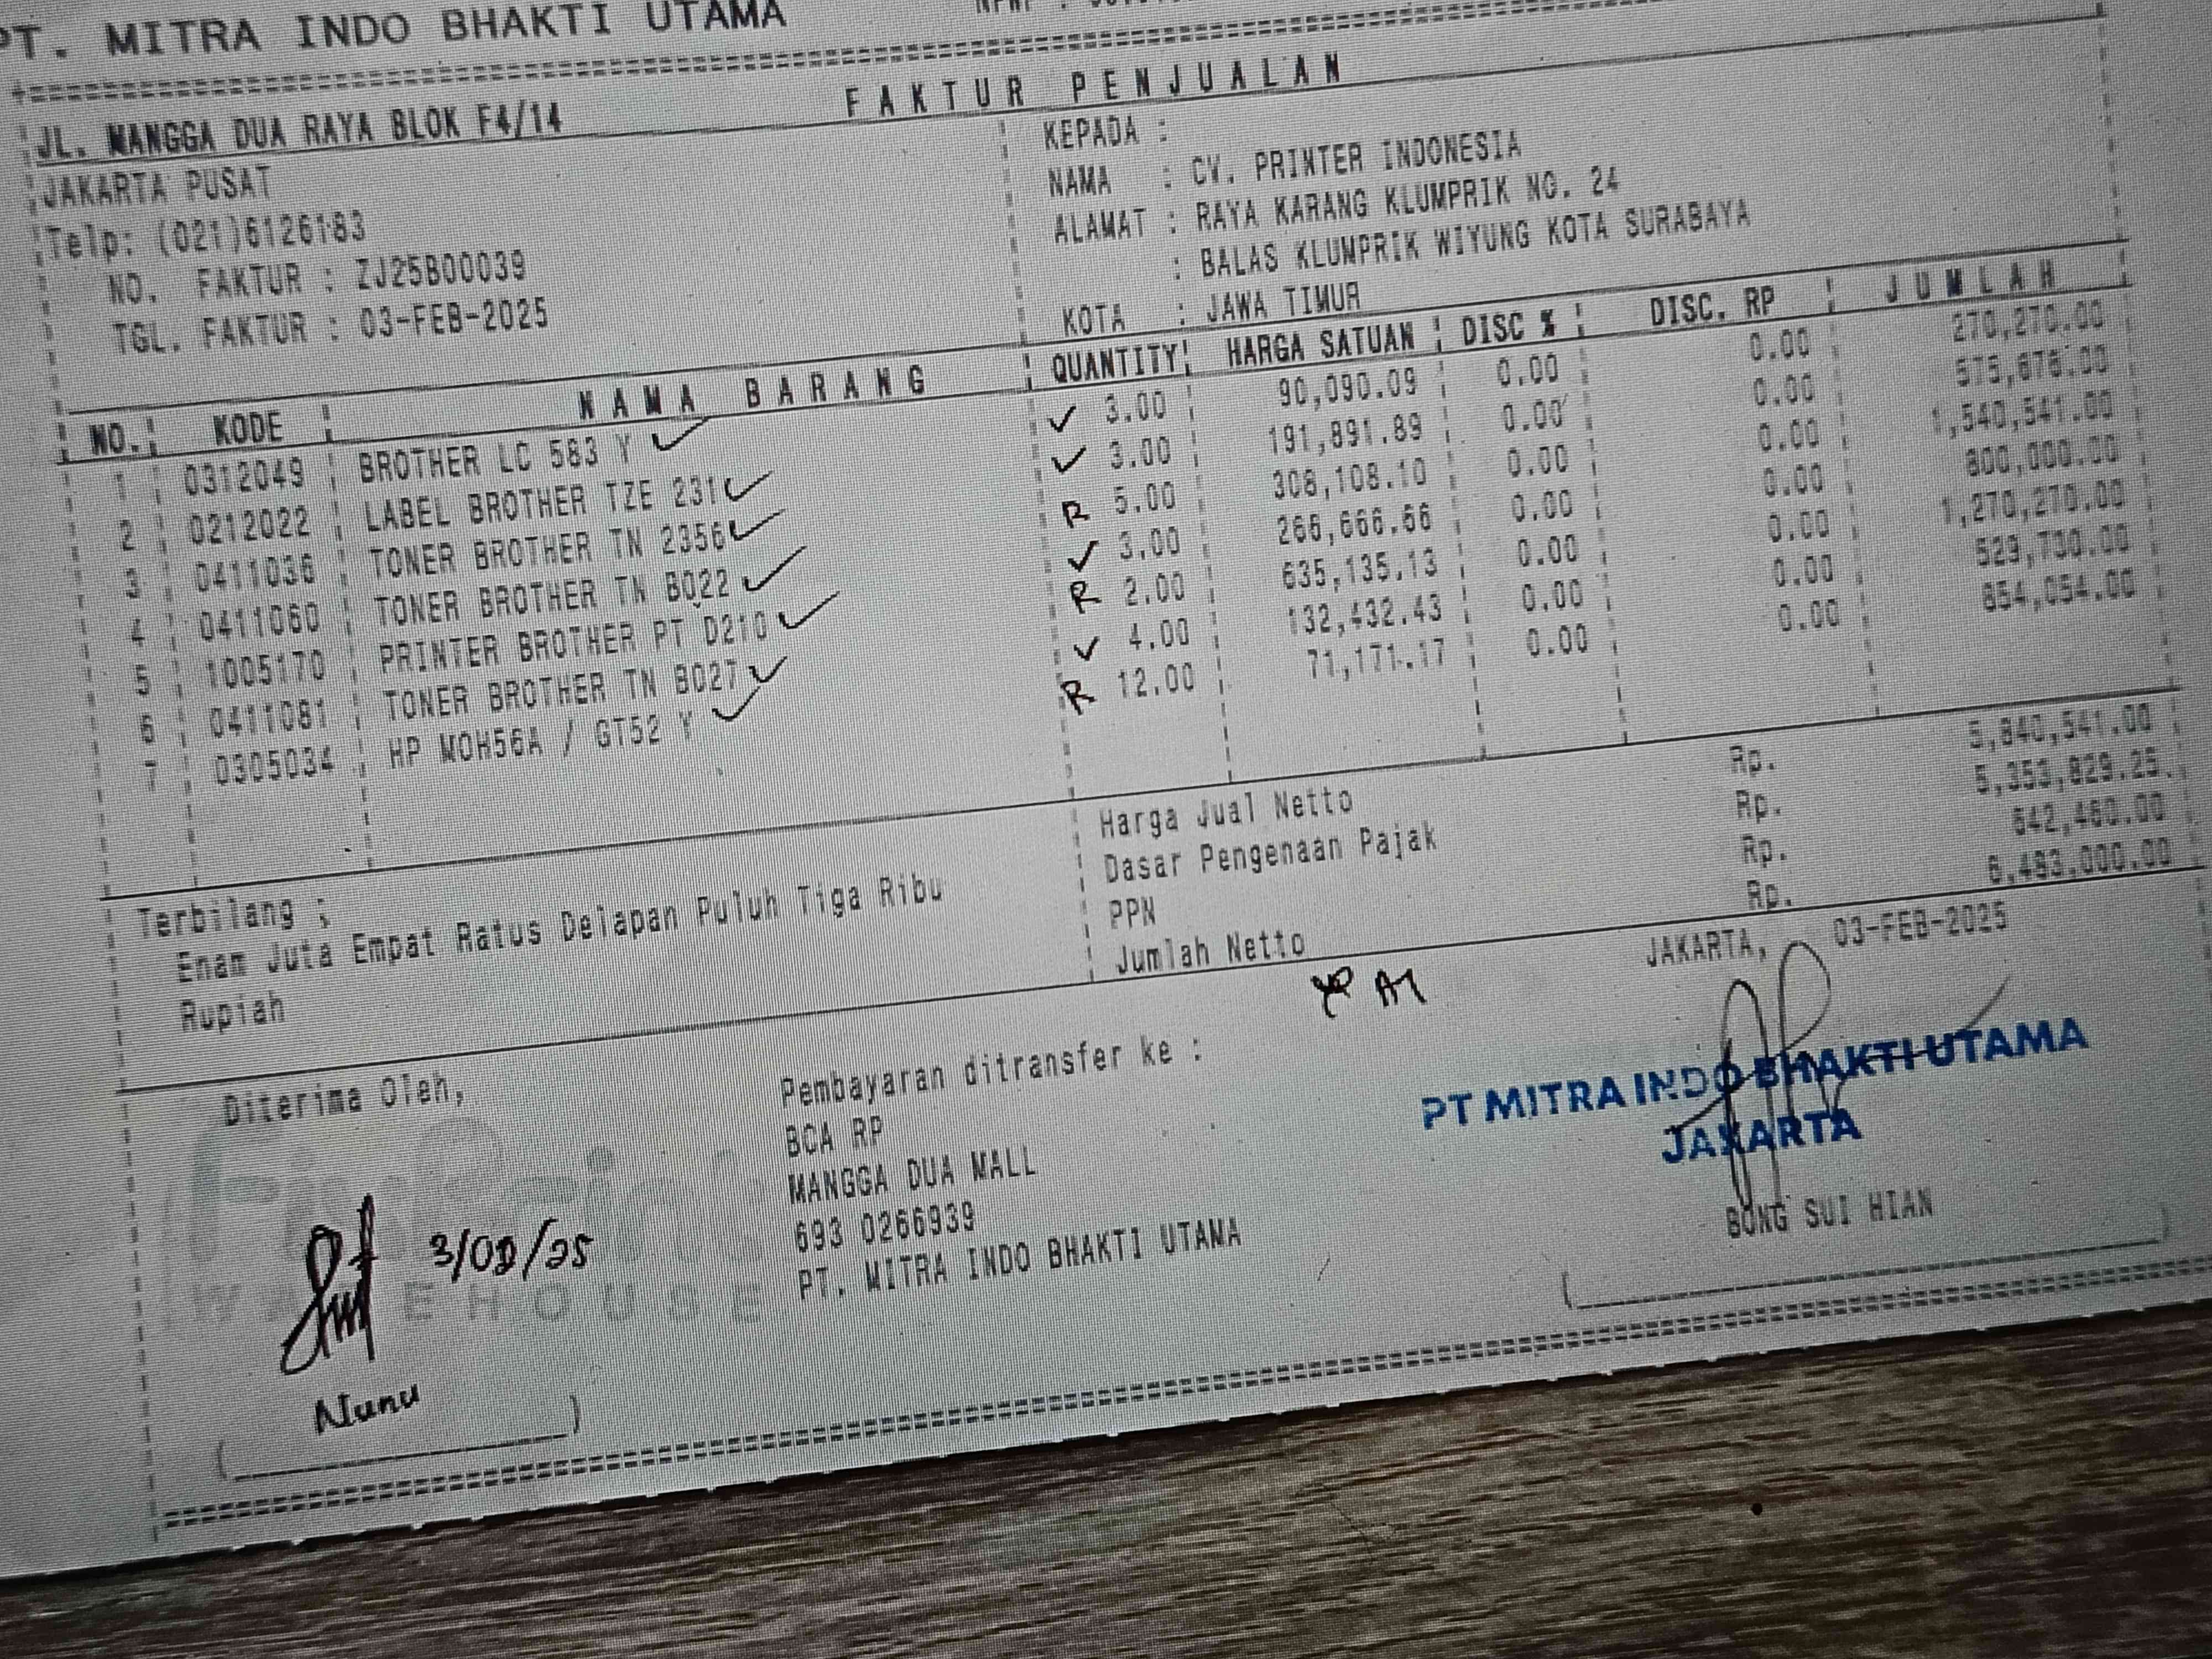 PT. MITRA INDO BHAKTI UTAMA
NPWP :
FAKTUR PENJUALAN
JL. MANGGA DUA RAYA BLOK F4/14
JAKARTA PUSAT
Telp: (021)6126183
NO. FAKTUR : ZJ25B00039
TGL. FAKTUR : 03-FEB-2025
KEPADA :
NAMA : CV. PRINTER INDONESIA
ALAMAT : RAYA KARANG KLUMPRIK NO. 24
: BALAS KLUMPRIK WIYUNG KOTA SURABAYA
KOTA : JAWA TIMUR
NO. KODE NAMA BARANG QUANTITY HARGA SATUAN DISC % DISC. RP JUMLAH
1 0312049 BROTHER LC 583 Y ✓ ✓ 3.00 90,090.09 0.00 0.00 270,270.00
2 0212022 LABEL BROTHER TZE 231 ✓ ✓ 3.00 191,891.89 0.00 0.00 575,676.00
3 0411036 TONER BROTHER TN 2356 ✓ R 5.00 308,108.10 0.00 0.00 1,540,541.00
4 0411060 TONER BROTHER TN B022 ✓ ✓ 3.00 266,666.66 0.00 0.00 800,000.00
5 1005170 PRINTER BROTHER PT D210 ✓ R 2.00 635,135.13 0.00 0.00 1,270,270.00
6 0411081 TONER BROTHER TN B027 ✓ ✓ 4.00 132,432.43 0.00 0.00 529,730.00
7 0305034 HP MOH56A / GT52 Y ✓ R 12.00 71,171.17 0.00 0.00 854,054.00
Harga Jual Netto Rp. 5,840,541.00
Dasar Pengenaan Pajak Rp. 5,353,829.25
PPN Rp. 642,460.00
Jumlah Netto Rp. 6,483,000.00
Terbilang :
Enam Juta Empat Ratus Delapan Puluh Tiga Ribu
Rupiah
JAKARTA, 03-FEB-2025
Diterima Oleh,
Pembayaran ditransfer ke :
BCA RP
MANGGA DUA MALL
693 0266939
PT. MITRA INDO BHAKTI UTAMA
PT MITRA INDO BHAKTI UTAMA
JAKARTA
BONG SUI HIAN
WAREHOUSE
Nunu